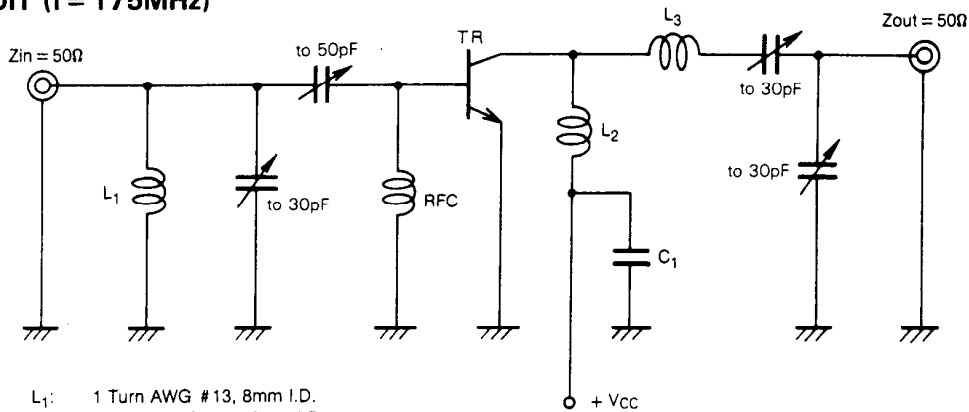 (f = 175MHz)
Zin = 50Ω
to 50pF
TR
L3
Zout = 50Ω
to 30pF
L2
L1
to 30pF
RFC
to 30pF
C1
L1: 1 Turn AWG #13, 8mm I.D.
+ VCC